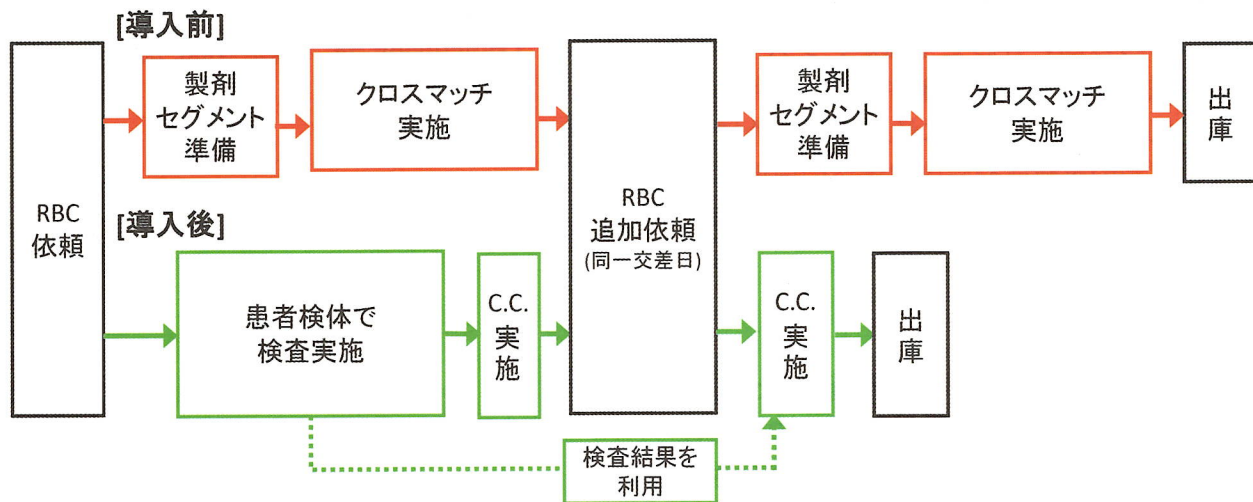 [導入前]
RBC
依頼
製剤
セグメント
準備
クロスマッチ
実施
RBC
追加依頼
(同一交差日)
製剤
セグメント
準備
クロスマッチ
実施
出
庫
[導入後]
患者検体で
検査実施
C.C.
実
施
C.C.
実
施
出
庫
検査結果を
利用